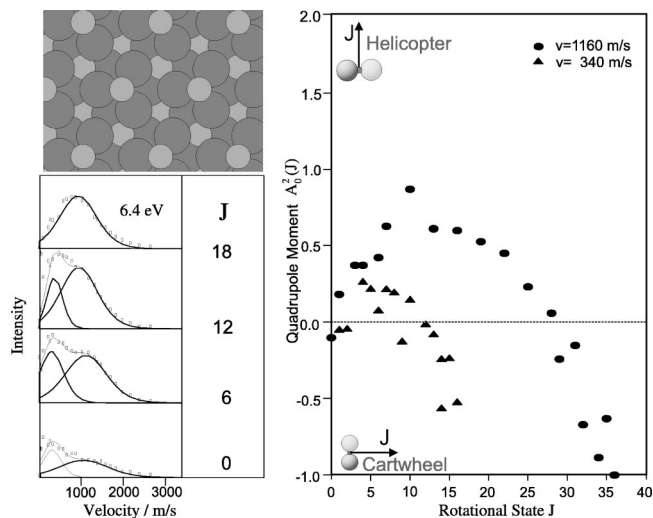 6.4 eV
J
18
12
6
0
Intensity
1000 2000 3000
Velocity / m/s
2.0
1.5
1.0
0.5
0.0
-0.5
-1.0
Quadrupole Moment A₀²(J)
J
Helicopter
v=1160 m/s
v= 340 m/s
J
Cartwheel
0 5 10 15 20 25 30 35 40
Rotational State J